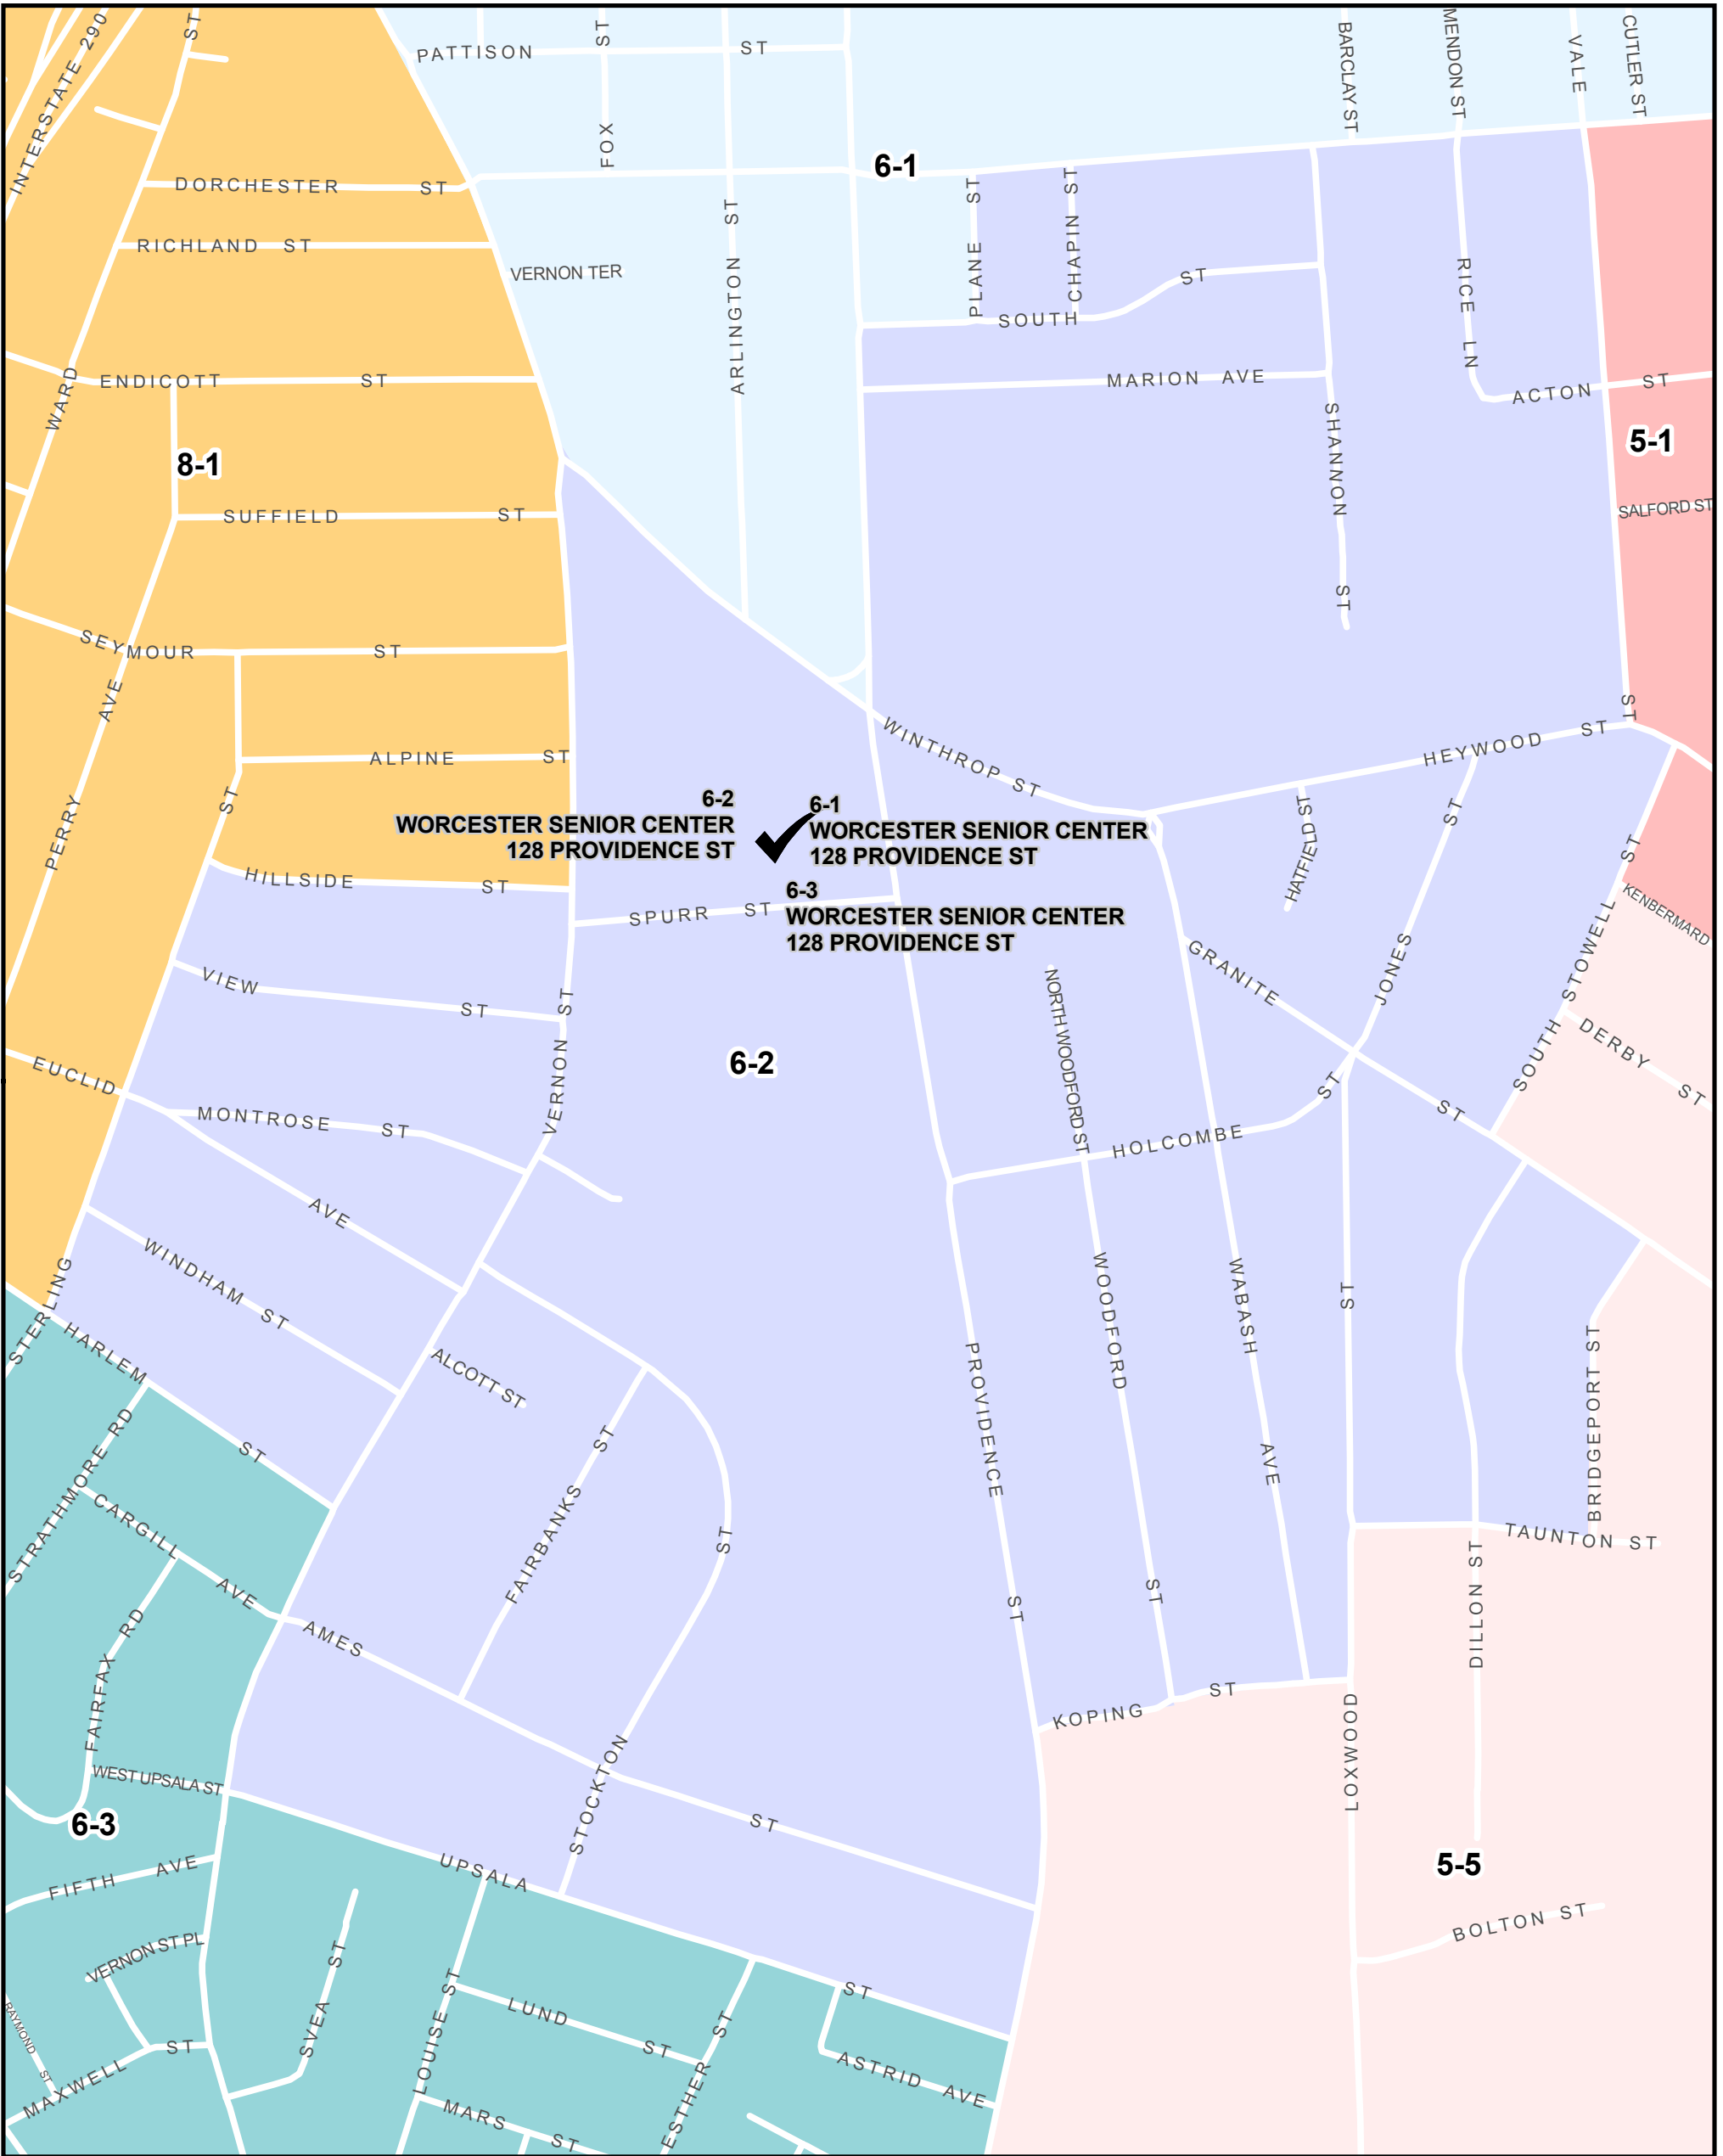 INTERSTATE 290
ST
PATTISON ST
FOX ST
BARCLAY ST
MENDON ST
VALE ST
CUTLER ST
6-1
DORCHESTER ST
RICHLAND ST
VERNON TER
ARLINGTON ST
PLANE ST
CHAPIN ST
SOUTH ST
RICE LN
MARION AVE
ACTON ST
WARD
ENDICOTT ST
8-1
5-1
SHANNON ST
SALFORD ST
SUFFIELD ST
SEYMOUR ST
PERRY AVE
ALPINE ST
WINTHROP ST
HEYWOOD ST
6-2
WORCESTER SENIOR CENTER
128 PROVIDENCE ST
6-1
WORCESTER SENIOR CENTER
128 PROVIDENCE ST
6-3
WORCESTER SENIOR CENTER
128 PROVIDENCE ST
HATFIELD ST
JONES ST
HILLSIDE ST
SPURR ST
KENBERMARD
SOUTH STOWELL ST
GRANITE ST
VIEW ST
NORTH WOODFORD ST
VERNON ST
6-2
DERBY ST
EUCLID AVE
MONTROSE ST
HOLCOMBE ST
WINDHAM ST
STERLING ST
HARLEM ST
ALCOTT ST
WOODFORD ST
WABASH AVE
PROVIDENCE ST
LOXWOOD ST
BRIDGEPORT ST
STRATHMORE RD
CARGILL AVE
FAIRBANKS ST
TAUNTON ST
DILLON ST
AMES ST
FAIRFAX RD
KOPING ST
WEST UPSALA ST
STOCKTON ST
6-3
UPSALA ST
5-5
FIFTH AVE
BOLTON ST
VERNON ST PL
SVEA ST
LOUISE ST
LUND ST
RAYMOND ST
MAXWELL ST
ESTHER ST
ASTRID AVE
MARS ST